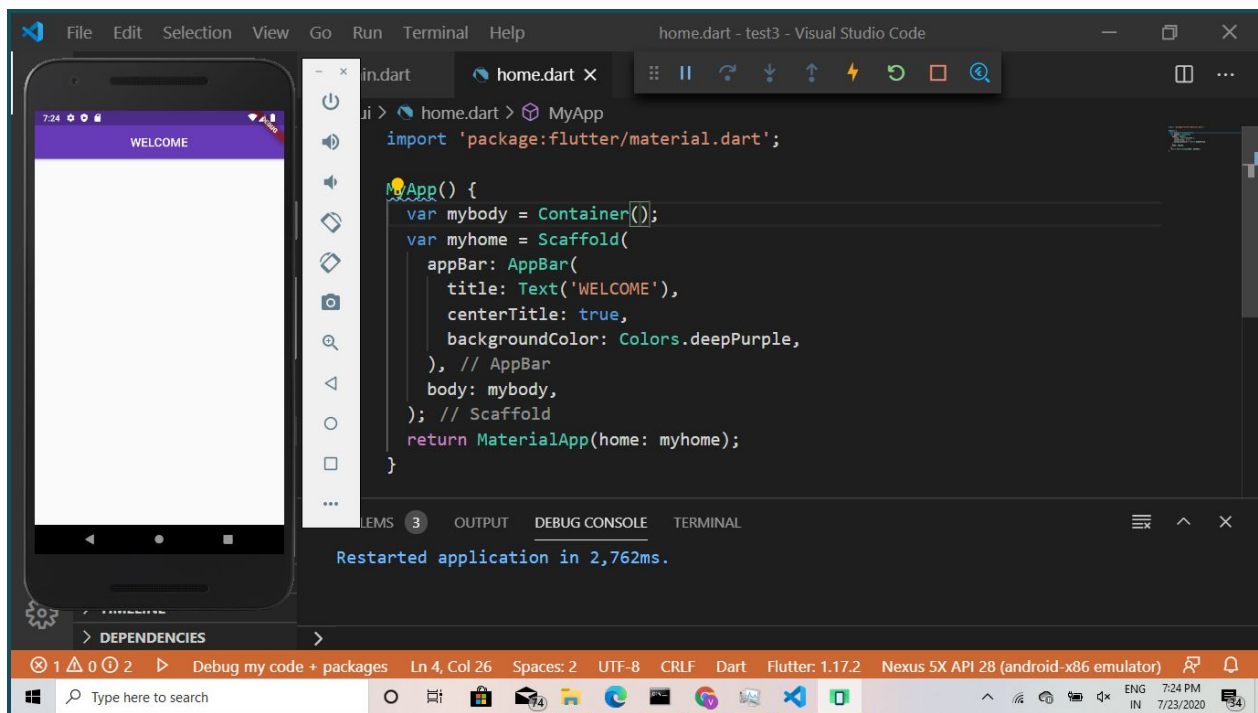 File Edit Selection View Go Run Terminal Help home.dart - test3 - Visual Studio Code
in.dart home.dart
ui > home.dart > MyApp
7:24
WELCOME
import 'package:flutter/material.dart';
MyApp() {
var mybody = Container();
var myhome = Scaffold(
appBar: AppBar(
title: Text('WELCOME'),
centerTitle: true,
backgroundColor: Colors.deepPurple,
), // AppBar
body: mybody,
); // Scaffold
return MaterialApp(home: myhome);
}
LEMS 3 OUTPUT DEBUG CONSOLE TERMINAL
Restarted application in 2,762ms.
> DEPENDENCIES
>
1 0 2 Debug my code + packages Ln 4, Col 26 Spaces: 2 UTF-8 CRLF Dart Flutter: 1.17.2 Nexus 5X API 28 (android-x86 emulator)
Type here to search 74 ENG 7:24 PM
IN 7/23/2020 34